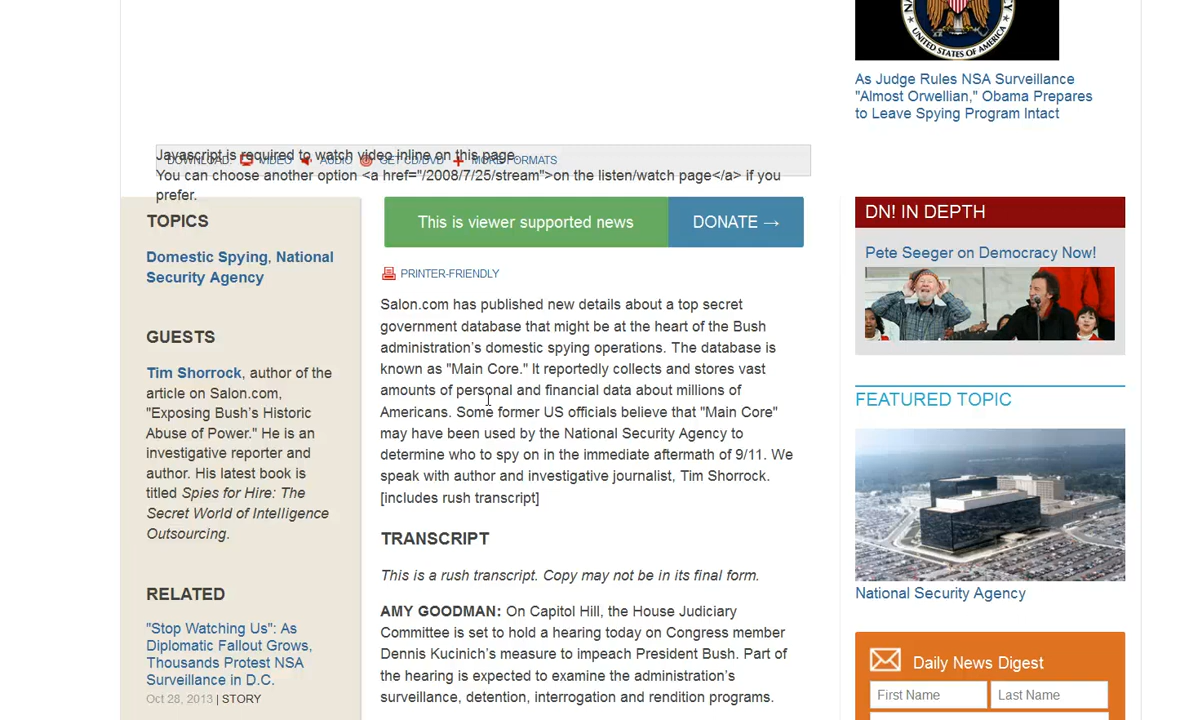 UNITED STATES OF AMERICA
As Judge Rules NSA Surveillance
"Almost Orwellian," Obama Prepares
to Leave Spying Program Intact
Javascript is required to watch video inline on this page.
DOWNLOAD VIDEO AUDIO GET CD/DVD MORE FORMATS
You can choose another option <a href="/2008/7/25/stream">on the listen/watch page</a> if you
prefer.
TOPICS
Domestic Spying, National
Security Agency
GUESTS
Tim Shorrock, author of the
article on Salon.com,
"Exposing Bush's Historic
Abuse of Power." He is an
investigative reporter and
author. His latest book is
titled Spies for Hire: The
Secret World of Intelligence
Outsourcing.
RELATED
"Stop Watching Us": As
Diplomatic Fallout Grows,
Thousands Protest NSA
Surveillance in D.C.
Oct 28, 2013 | STORY
This is viewer supported news DONATE →
PRINTER-FRIENDLY
Salon.com has published new details about a top secret
government database that might be at the heart of the Bush
administration's domestic spying operations. The database is
known as "Main Core." It reportedly collects and stores vast
amounts of personal and financial data about millions of
Americans. Some former US officials believe that "Main Core"
may have been used by the National Security Agency to
determine who to spy on in the immediate aftermath of 9/11. We
speak with author and investigative journalist, Tim Shorrock.
[includes rush transcript]
TRANSCRIPT
This is a rush transcript. Copy may not be in its final form.
AMY GOODMAN: On Capitol Hill, the House Judiciary
Committee is set to hold a hearing today on Congress member
Dennis Kucinich's measure to impeach President Bush. Part of
the hearing is expected to examine the administration's
surveillance, detention, interrogation and rendition programs.
DN! IN DEPTH
Pete Seeger on Democracy Now!
FEATURED TOPIC
National Security Agency
Daily News Digest
First Name Last Name